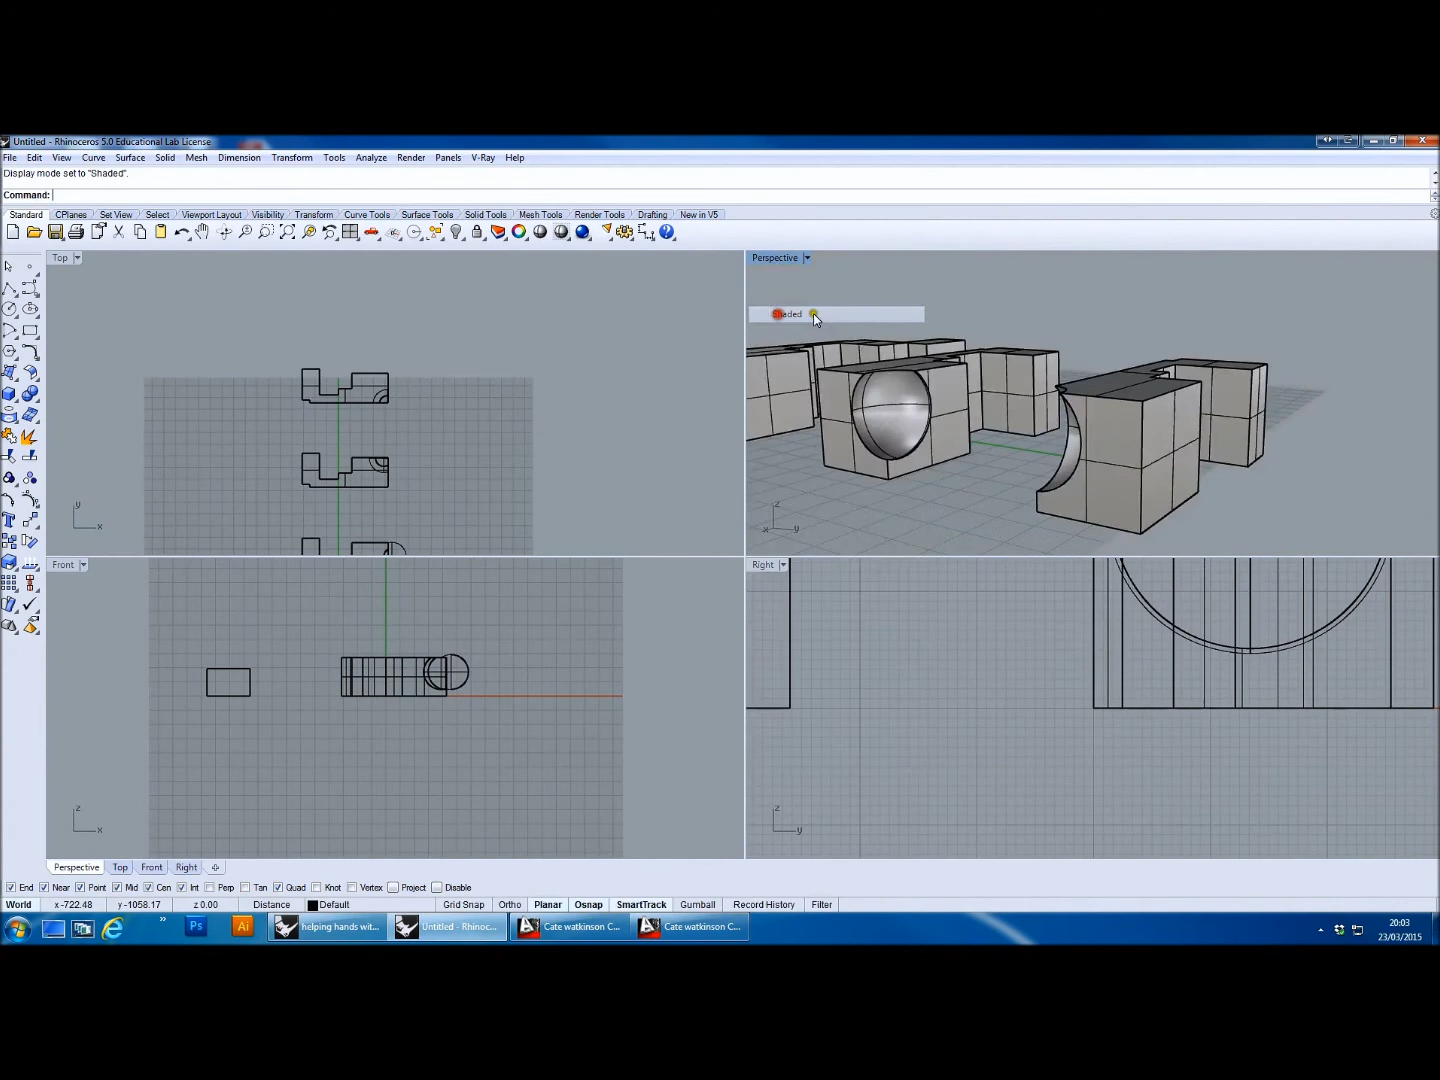 Untitled - Rhinoceros 5.0 Educational Lab License
File Edit View Curve Surface Solid Mesh Dimension Transform Tools Analyze Render Panels V-Ray Help
Display mode set to "Shaded".
Command:
Standard CPlanes Set View Select Viewport Layout Visibility Transform Curve Tools Surface Tools Solid Tools Mesh Tools Render Tools Drafting New in V5
Top
Perspective
Shaded
y
x
z
x
y
Front
Right
z
x
z
y
Perspective Top Front Right
End Near Point Mid Cen Int Perp Tan Quad Knot Vertex Project Disable
World x -722.48 y -1058.17 z 0.00 Distance Default Grid Snap Ortho Planar Osnap SmartTrack Gumball Record History Filter
Ps Ai helping hands wit... Untitled - Rhinoc... Cate watkinson C... Cate watkinson C...
20:03
23/03/2015